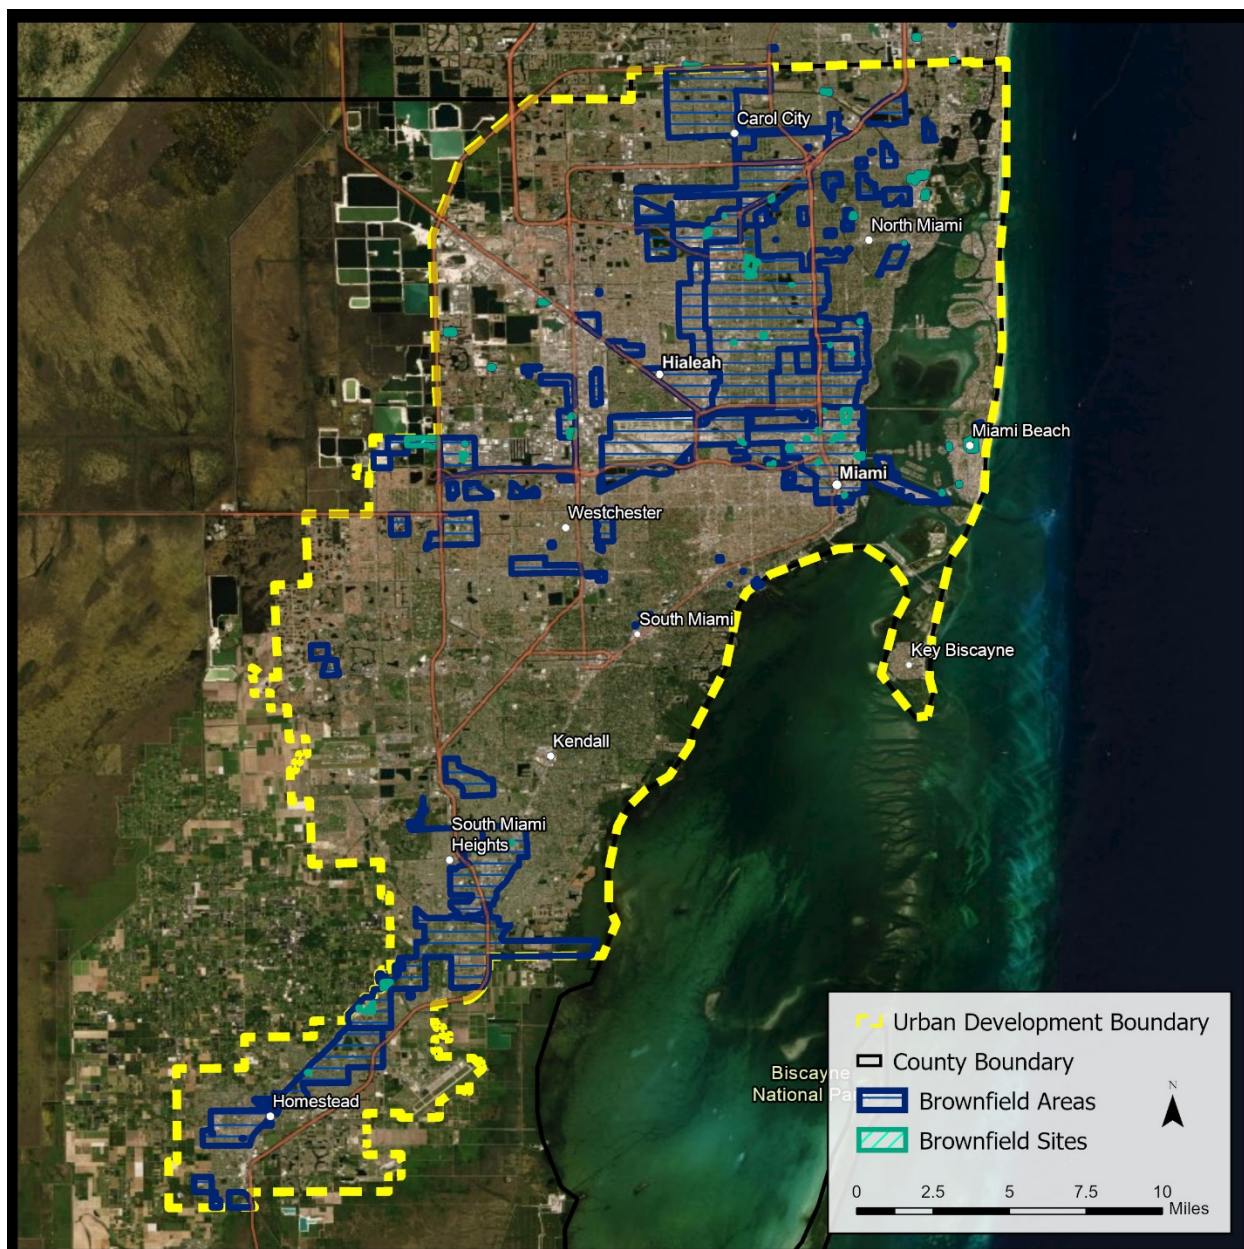 Carol City
North Miami
Hialeah
Miami Beach
Miami
Westchester
South Miami
Key Biscayne
Kendall
South Miami
Heights
Homestead
Biscayne
National Pa
Urban Development Boundary
County Boundary
Brownfield Areas
Brownfield Sites
N
0 2.5 5 7.5 10
Miles